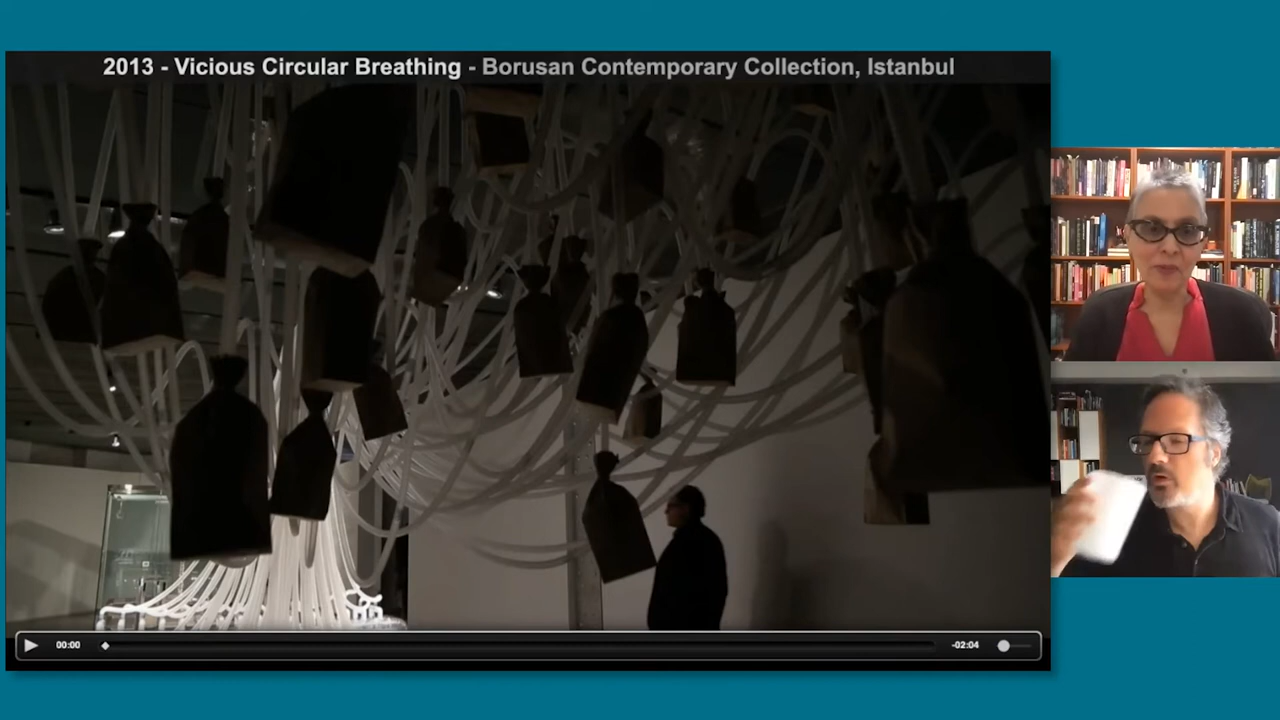 2013 - Vicious Circular Breathing - Borusan Contemporary Collection, Istanbul
00:00
-02:04